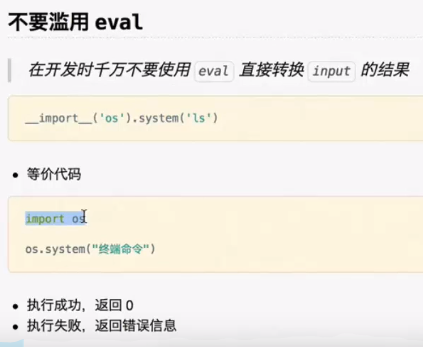 不要滥用 eval
在开发时千万不要使用 eval 直接转换 input 的结果
__import__('os').system('ls')
等价代码
import os
os.system("终端命令")
执行成功，返回 0
执行失败，返回错误信息